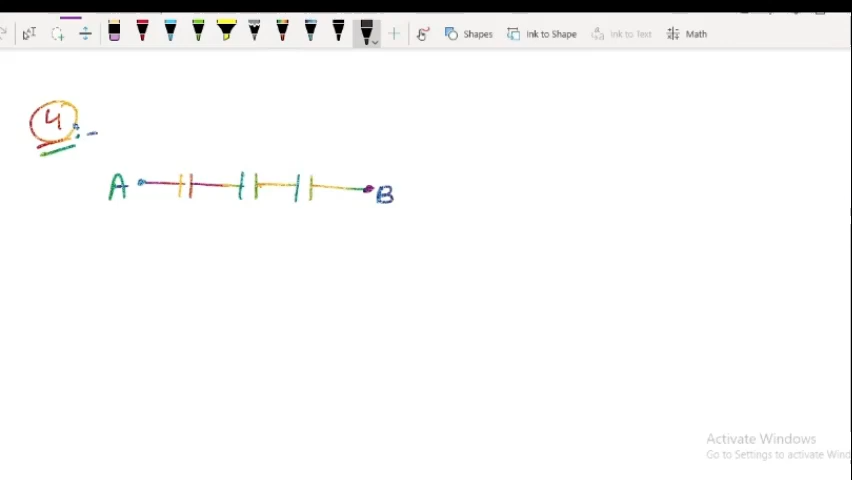 Shapes Ink to Shape Ink to Text Math
4:-
A B
Activate Windows
Go to Settings to activate Wind